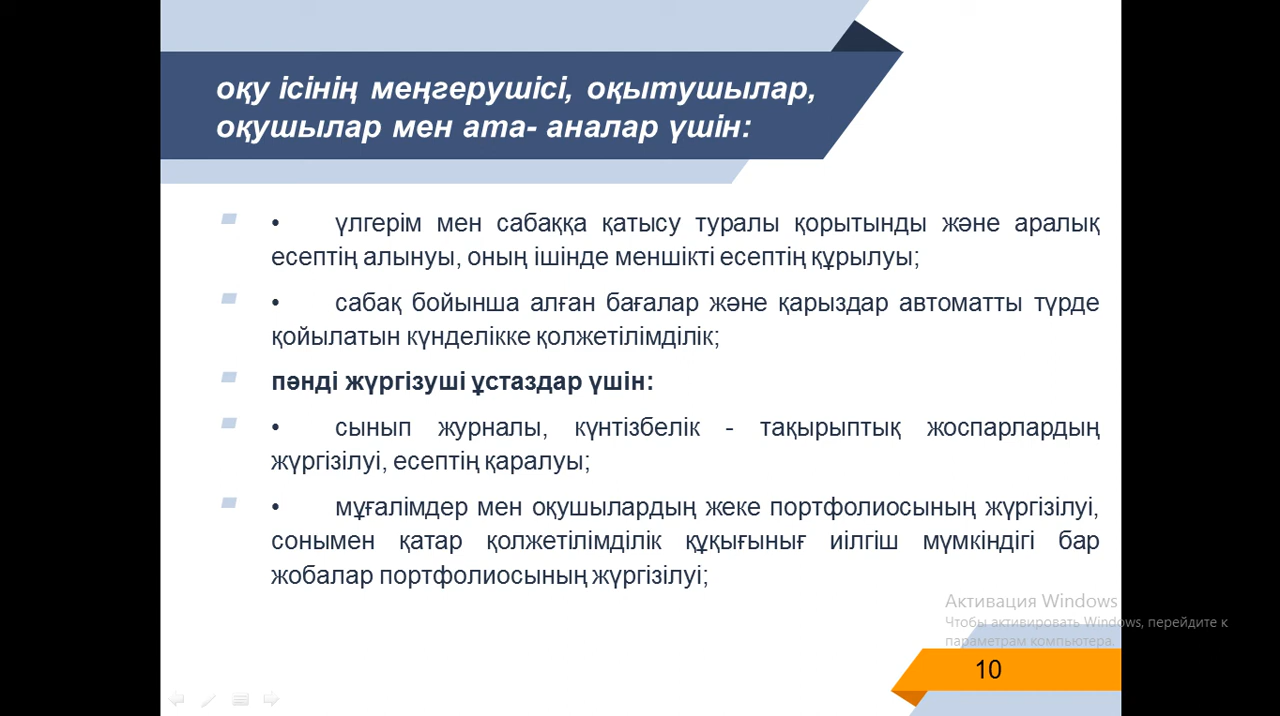 оқу ісінің меңгерушісі, оқытушылар,
оқушылар мен ата- аналар үшін:
• үлгерім мен сабаққа қатысу туралы қорытынды және аралық
есептің алынуы, оның ішінде меншікті есептің құрылуы;
• сабақ бойынша алған бағалар және қарыздар автоматты түрде
қойылатын күнделікке қолжетілімділік;
пәнді жүргізуші ұстаздар үшін:
• сынып журналы, күнтізбелік - тақырыптық жоспарлардың
жүргізілуі, есептің қаралуы;
• мұғалімдер мен оқушылардың жеке портфолиосының жүргізілуі,
сонымен қатар қолжетілімділік құқығынығ иілгіш мүмкіндігі бар
жобалар портфолиосының жүргізілуі;
Активация Windows
Чтобы активировать Windows, перейдите к
параметрам компьютера.
10